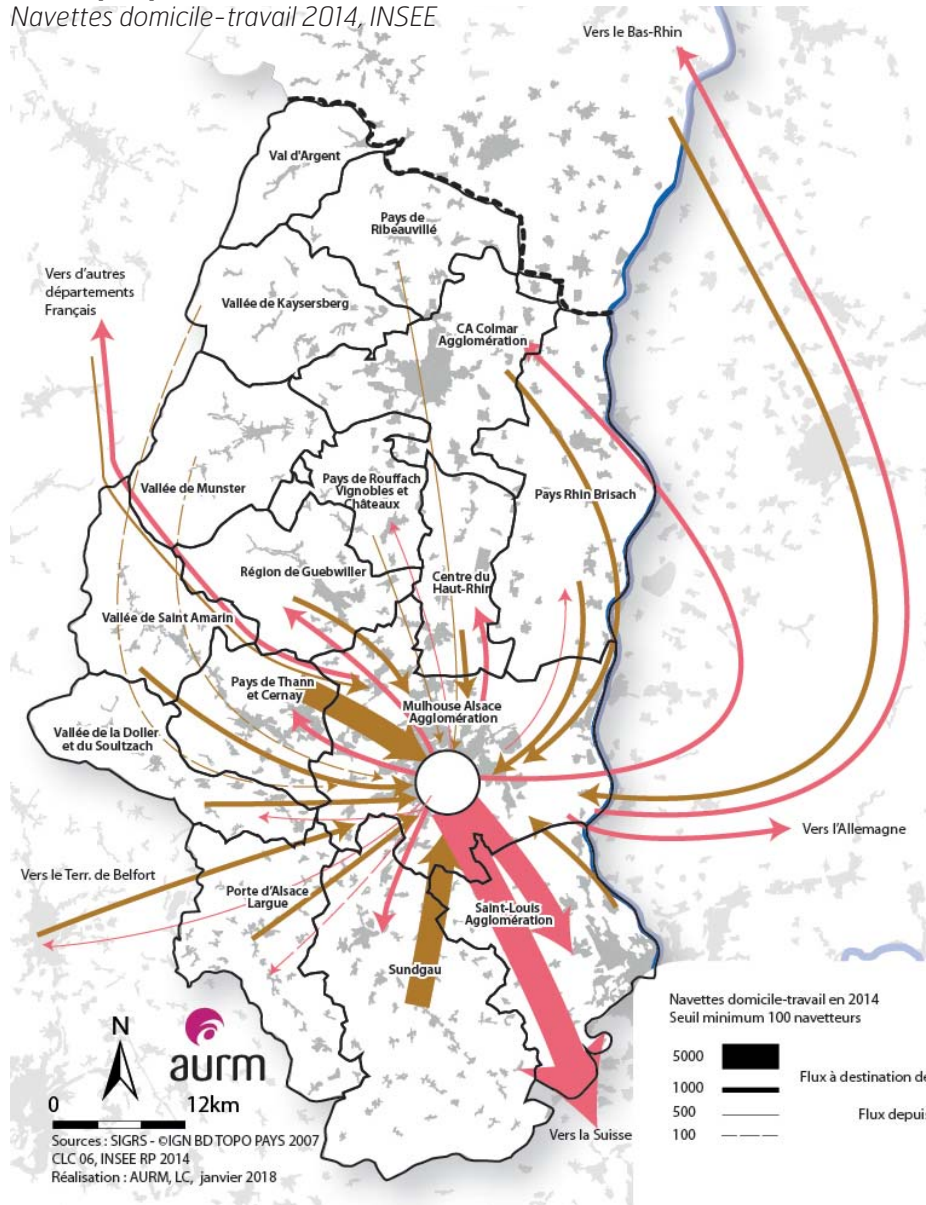 Navettes domicile-travail 2014, INSEE
Vers le Bas-Rhin
Val d'Argent
Pays de
Ribeauvillé
Vers d'autres
départements
Français
Vallée de Kaysersberg
CA Colmar
Agglomération
Vallée de Munster
Pays de Rouffach
Vignobles et
Châteaux
Pays Rhin Brisach
Région de Guebwiller
Centre du
Haut-Rhin
Vallée de Saint Amarin
Pays de Thann
et Cernay
Mulhouse Alsace
Agglomération
Vallée de la Doller
et du Soultzach
Vers l'Allemagne
Vers le Terr. de Belfort
Porte d'Alsace
Largue
Saint-Louis
Agglomération
Sundgau
N
aurm
0 12km
Sources : SIGRS - ©IGN BD TOPO PAYS 2007
CLC 06, INSEE RP 2014
Réalisation : AURM, LC, janvier 2018
Vers la Suisse
Navettes domicile-travail en 2014
Seuil minimum 100 navetteurs
5000
1000
500
100
Flux à destination de
Flux depuis